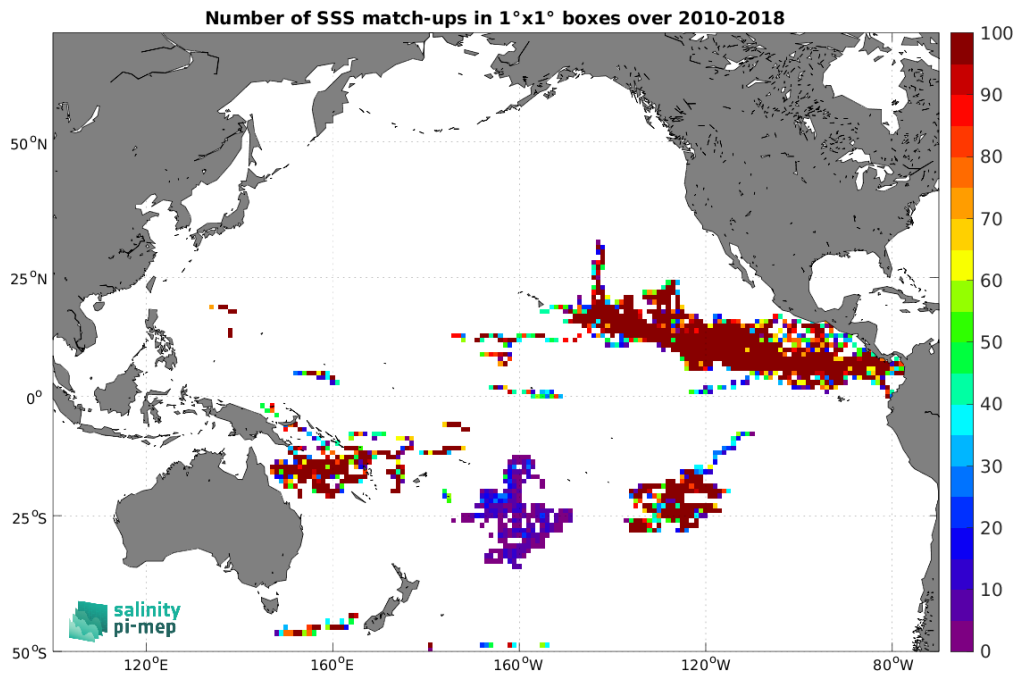 Number of SSS match-ups in 1°x1° boxes over 2010-2018
50°N
25°N
0°
25°S
50°S
120°E
160°E
160°W
120°W
80°W
100
90
80
70
60
50
40
30
20
10
0
salinity
pi-mep